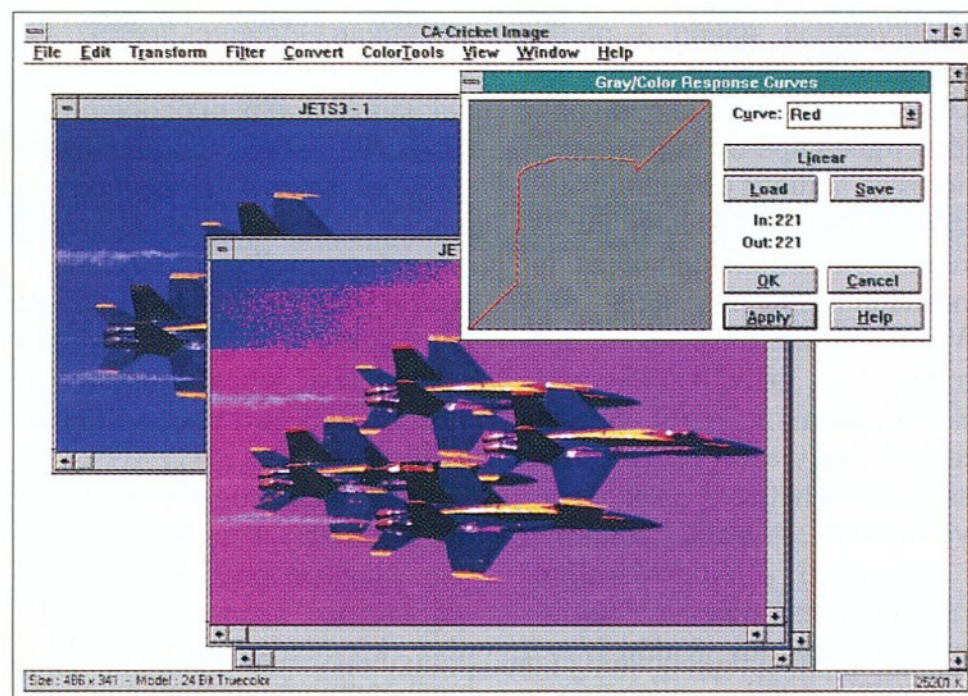 CA-Cricket Image
File Edit Transform Filter Convert ColorTools View Window Help
Gray/Color Response Curves
JETS3 - 1
Curve: Red
Linear
Load Save
In: 221
Out: 221
JE
OK Cancel
Apply Help
Size : 486 x 341 - Model : 24 Bit Truecolor
25201 K